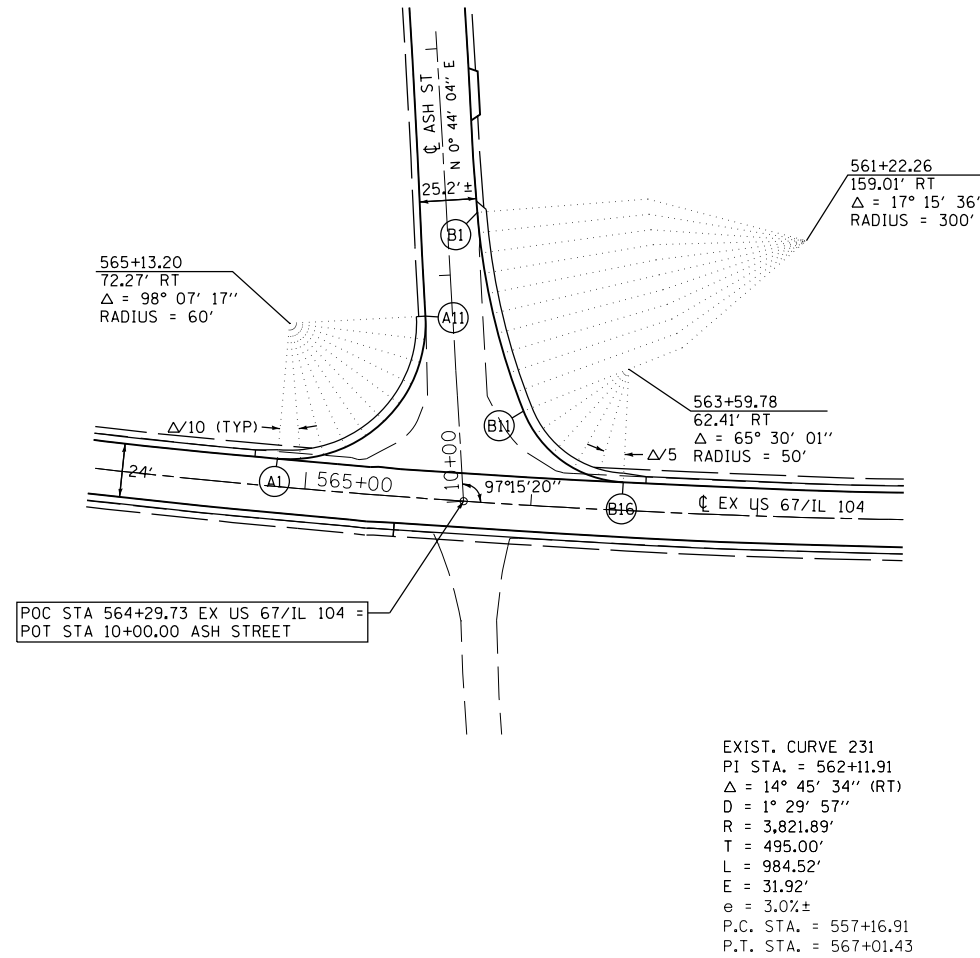 ℄ ASH ST
N 0° 44' 04" E
25.2' ±
B1
561+22.26
159.01' RT
Δ = 17° 15' 36"
RADIUS = 300'
565+13.20
72.27' RT
Δ = 98° 07' 17"
RADIUS = 60'
A11
563+59.78
62.41' RT
Δ = 65° 30' 01"
RADIUS = 50'
Δ/10 (TYP)
B11
Δ/5
24'
A1
565+00
10+00
97°15'20"
B16
℄ EX US 67/IL 104
POC STA 564+29.73 EX US 67/IL 104 =
POT STA 10+00.00 ASH STREET
EXIST. CURVE 231
PI STA. = 562+11.91
Δ = 14° 45' 34" (RT)
D = 1° 29' 57"
R = 3,821.89'
T = 495.00'
L = 984.52'
E = 31.92'
e = 3.0%±
P.C. STA. = 557+16.91
P.T. STA. = 567+01.43